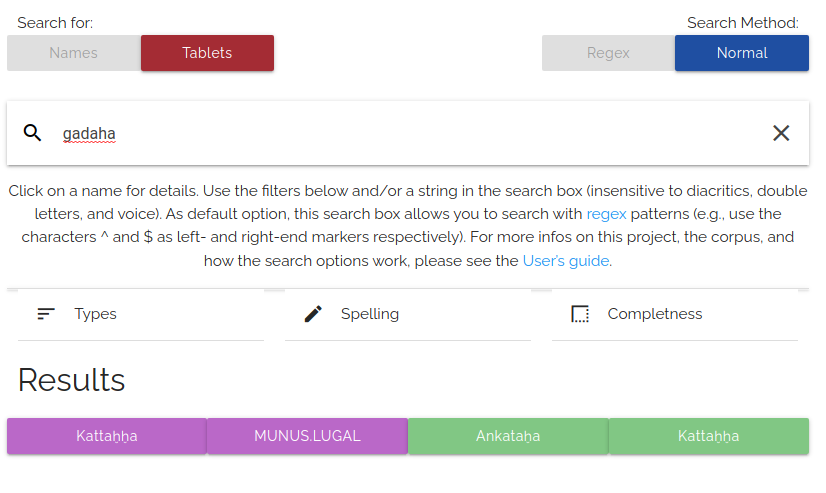 Search for:
Search Method:
Names
Tablets
Regex
Normal
gadaha
Click on a name for details. Use the filters below and/or a string in the search box (insensitive to diacritics, double
letters, and voice). As default option, this search box allows you to search with regex patterns (e.g., use the
characters ^ and $ as left- and right-end markers respectively). For more infos on this project, the corpus, and
how the search options work, please see the User's guide.
Types
Spelling
Completness
Results
Kattaḫḫa
MUNUS.LUGAL
Ankataḫa
Kattaḫḫa